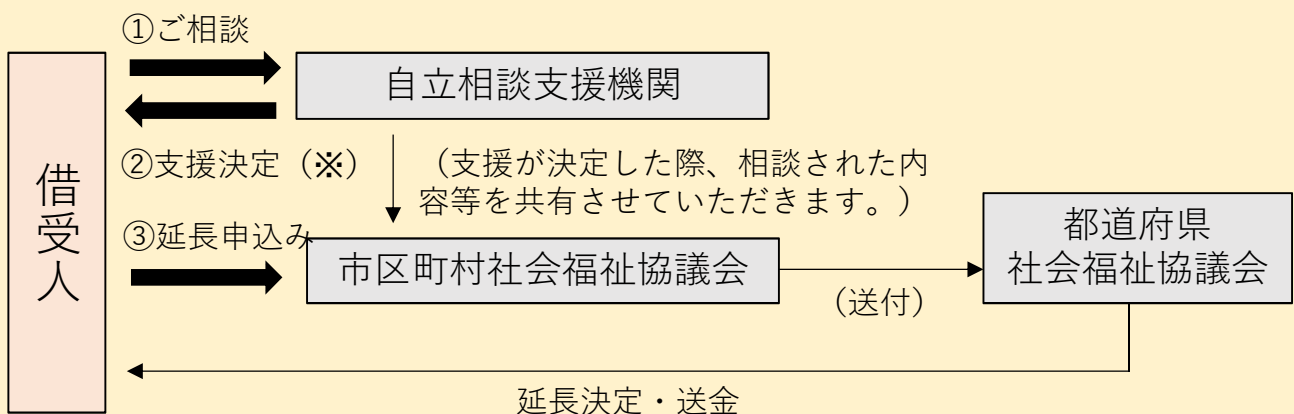 ①ご相談
自立相談支援機関
借受人
②支援決定（※）
（支援が決定した際、相談された内
容等を共有させていただきます。）
③延長申込み
市区町村社会福祉協議会
（送付）
都道府県
社会福祉協議会
延長決定・送金